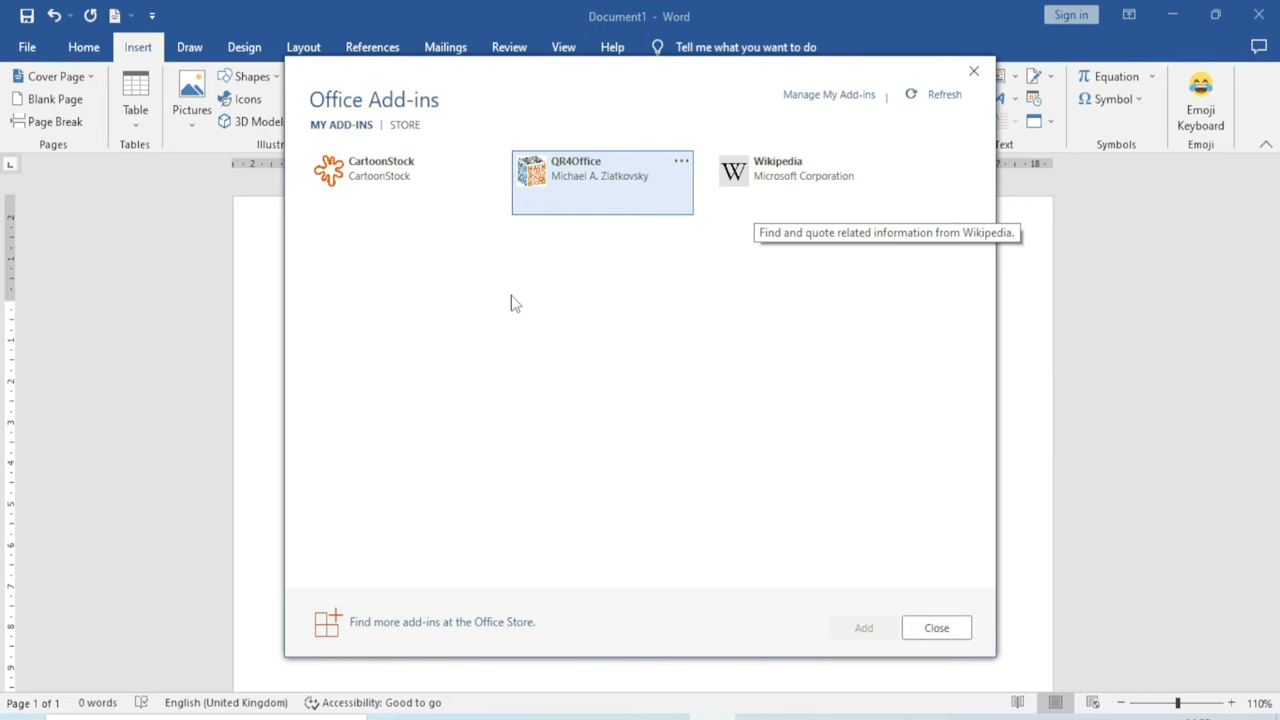 Document1 - Word
Sign in
File Home Insert Draw Design Layout References Mailings Review View Help Tell me what you want to do
Cover Page
Blank Page
Page Break
Pages
Table
Tables
Pictures
Shapes
Icons
3D Model
Illustr
Text
Equation
Symbol
Symbols
Emoji
Keyboard
Emoji
Office Add-ins
Manage My Add-ins | Refresh
MY ADD-INS | STORE
CartoonStock
CartoonStock
QR4Office
Michael A. Zlatkovsky
Wikipedia
Microsoft Corporation
Find and quote related information from Wikipedia.
Find more add-ins at the Office Store.
Add
Close
Page 1 of 1 0 words English (United Kingdom) Accessibility: Good to go 110%